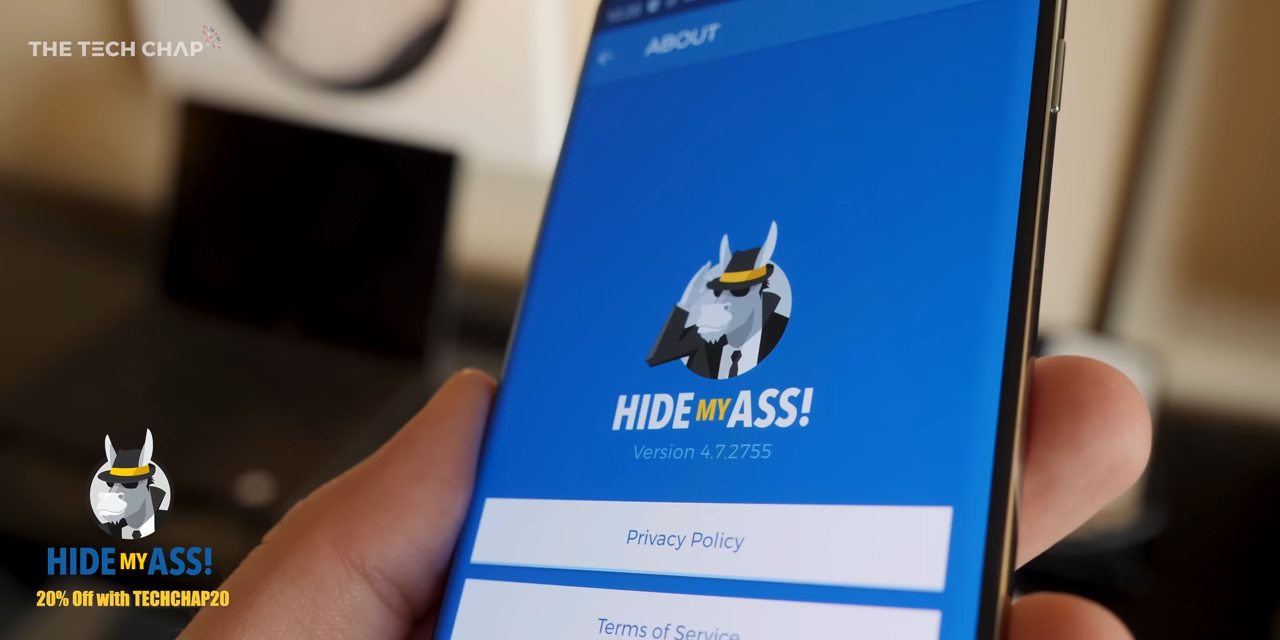 THE TECH CHAP
ABOUT
HIDE MY ASS!
Version 4.7.2755
Privacy Policy
Terms of Service
HIDE MY ASS!
20% Off with TECHCHAP20